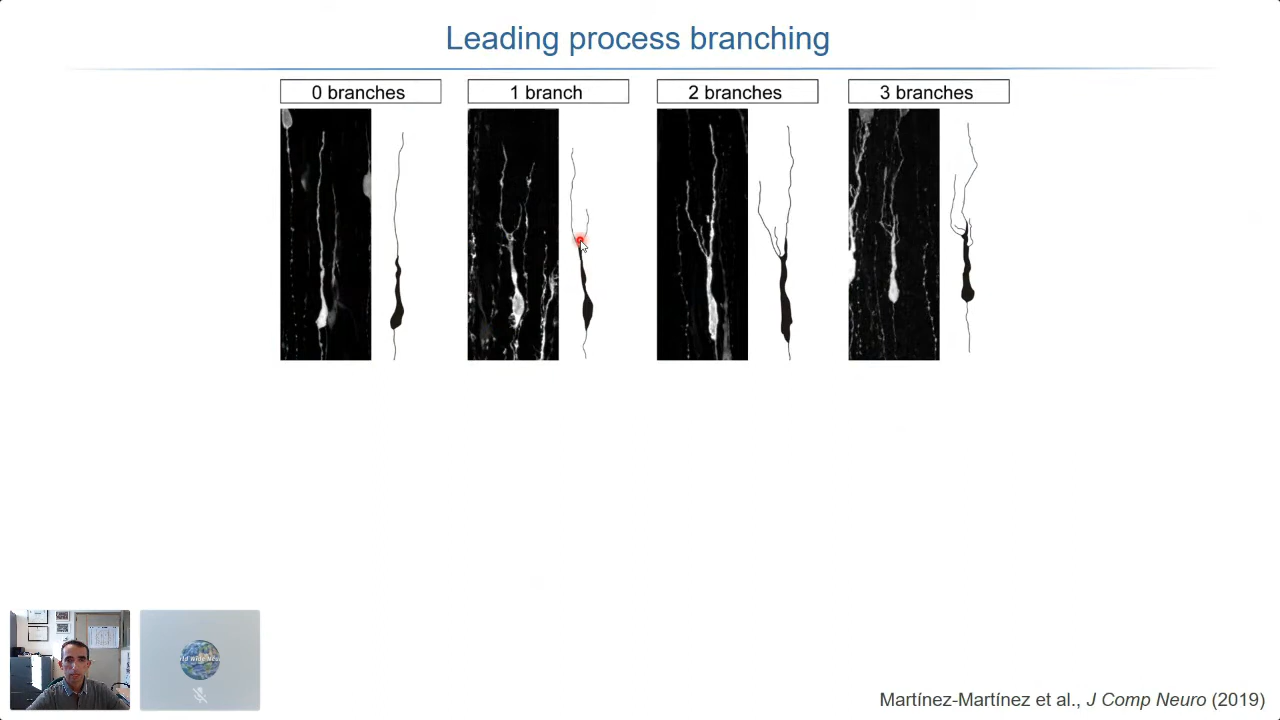 Leading process branching
0 branches
1 branch
2 branches
3 branches
Martínez-Martínez et al., J Comp Neuro (2019)